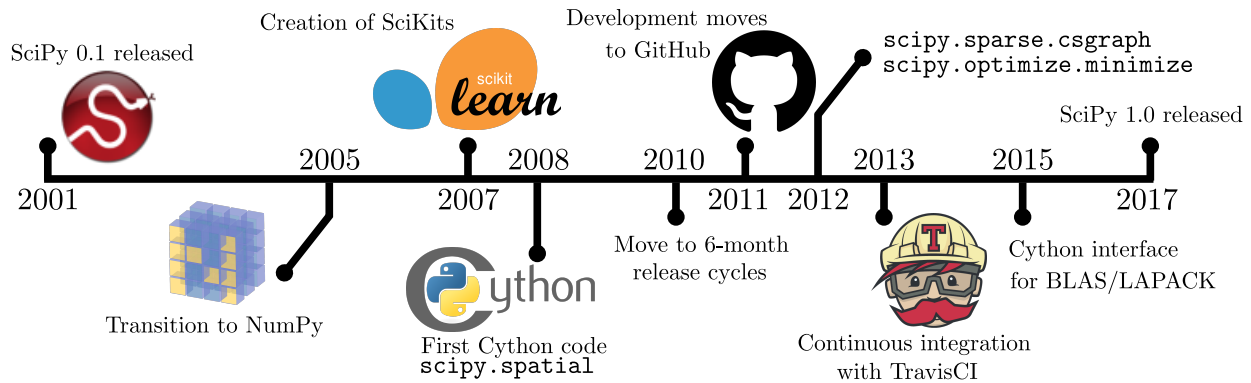 SciPy 0.1 released
2001
2005
Transition to NumPy
Creation of SciKits
scikit
learn
2007
2008
Cython
First Cython code
scipy.spatial
2010
Move to 6-month
release cycles
Development moves
to GitHub
2011
scipy.sparse.csgraph
scipy.optimize.minimize
2012
2013
T
Continuous integration
with TravisCI
2015
Cython interface
for BLAS/LAPACK
SciPy 1.0 released
2017